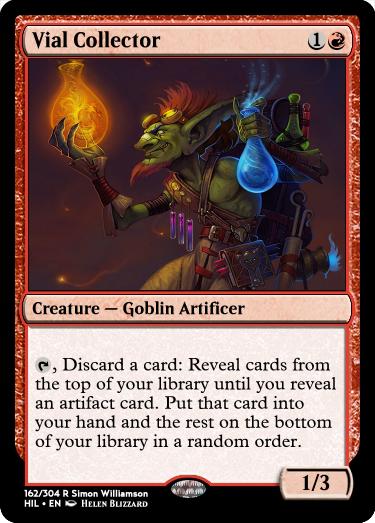 Vial Collector 1
Creature — Goblin Artificer
, Discard a card: Reveal cards from
the top of your library until you reveal
an artifact card. Put that card into
your hand and the rest on the bottom
of your library in a random order.
1/3
162/304 R Simon Williamson
HIL • EN Helen Blizzard